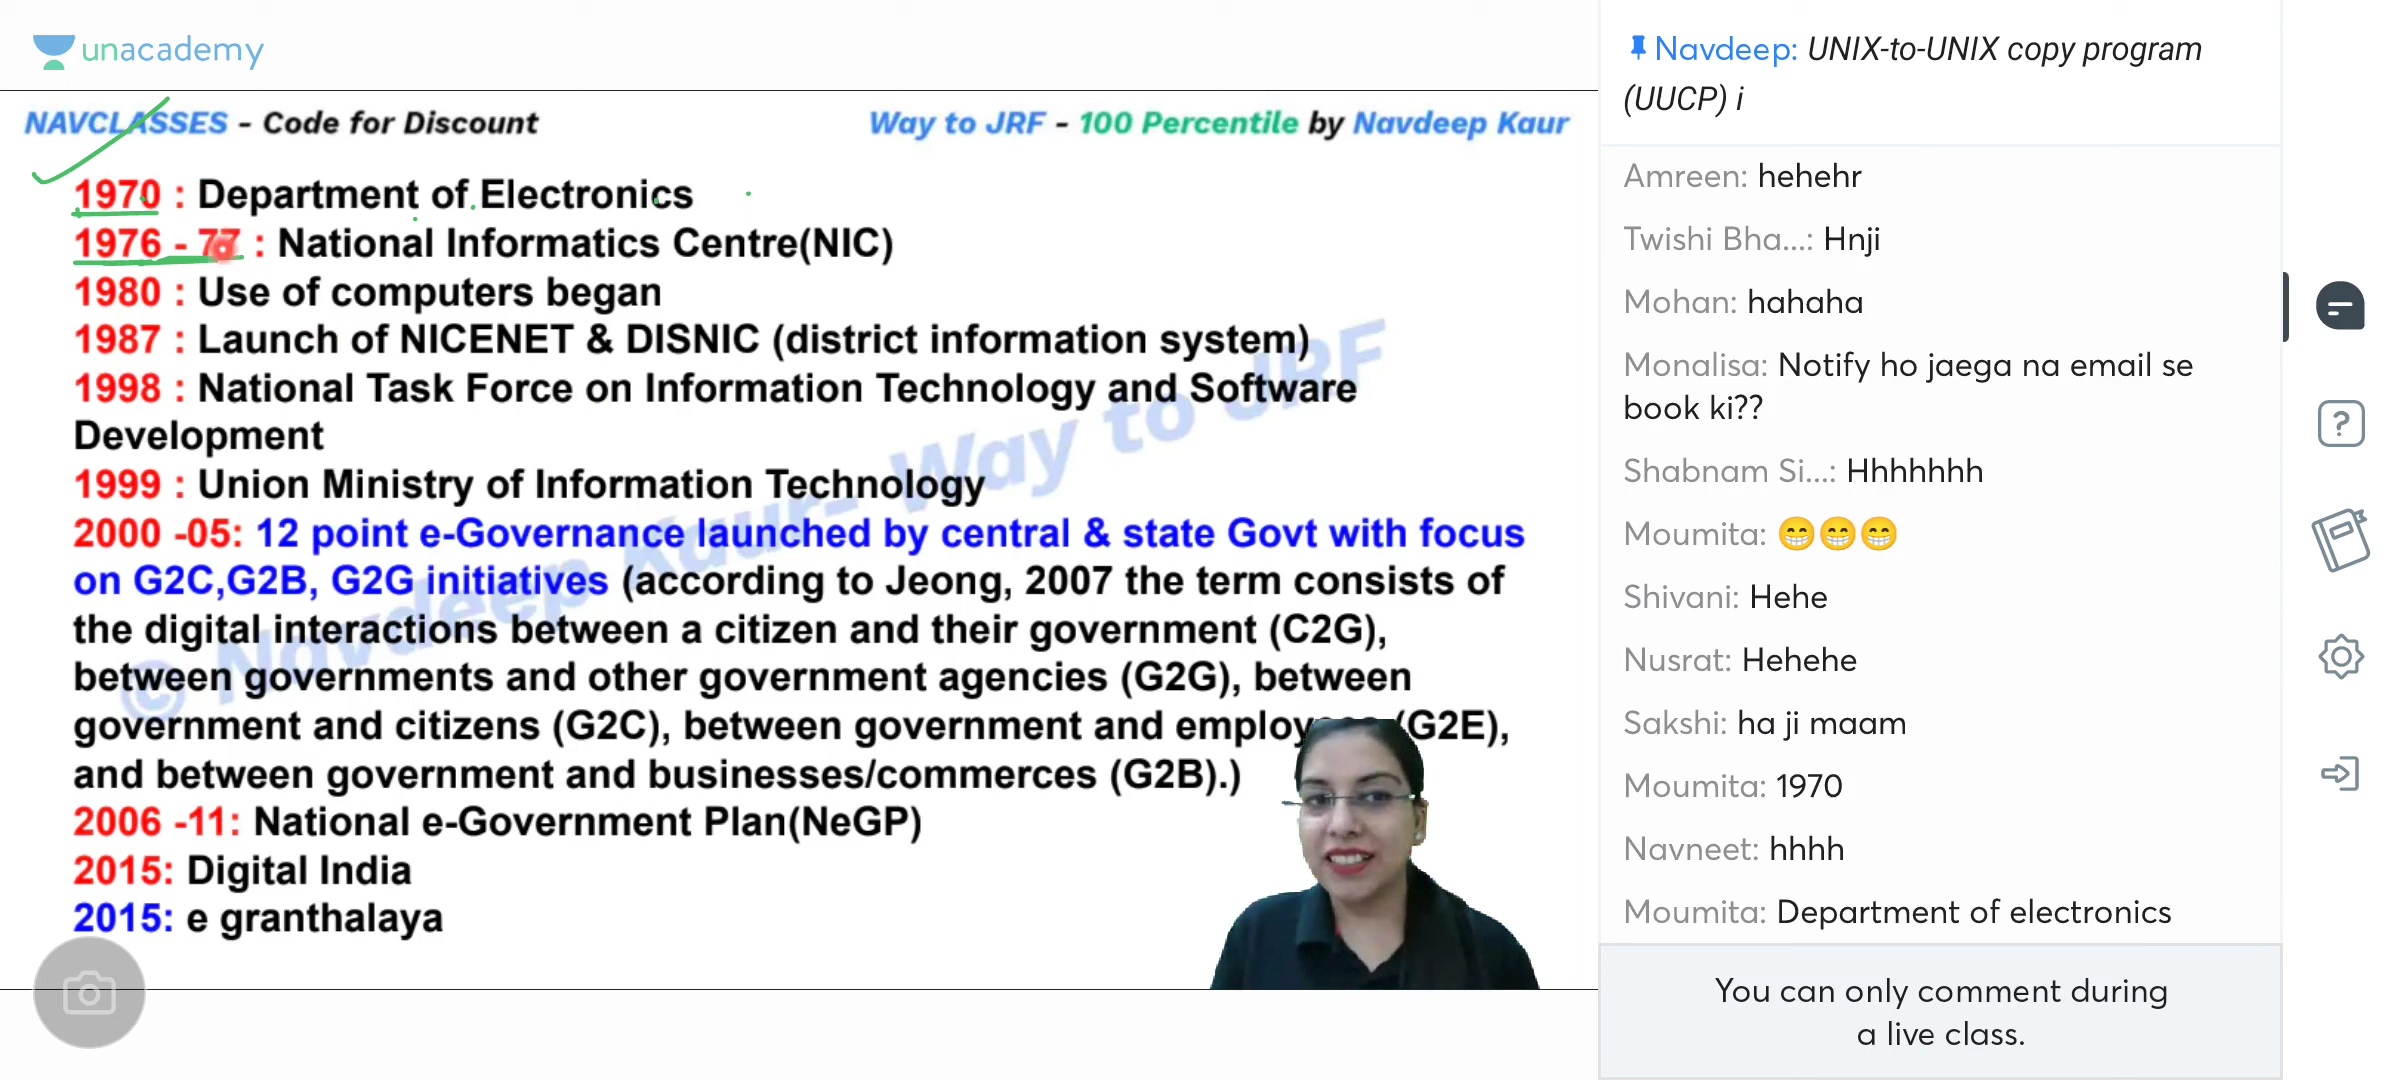 unacademy
NAVCLASSES - Code for Discount
Way to JRF - 100 Percentile by Navdeep Kaur
1970 : Department of Electronics
1976 - 77 : National Informatics Centre(NIC)
1980 : Use of computers began
1987 : Launch of NICENET & DISNIC (district information system)
1998 : National Task Force on Information Technology and Software
Development
1999 : Union Ministry of Information Technology
2000 -05: 12 point e-Governance launched by central & state Govt with focus
on G2C,G2B, G2G initiatives (according to Jeong, 2007 the term consists of
the digital interactions between a citizen and their government (C2G),
between governments and other government agencies (G2G), between
government and citizens (G2C), between government and (G2E),
and between government and businesses/commerces (G2B).)
2006 -11: National e-Government Plan(NeGP)
2015: Digital India
2015: e granthalaya
© Navdeep Kaur- Way to JRF
Navdeep: UNIX-to-UNIX copy program
(UUCP) i
Amreen: hehehr
Twishi Bha...: Hnji
Mohan: hahaha
Monalisa: Notify ho jaega na email se
book ki??
Shabnam Si...: Hhhhhhh
Moumita: 😁😁😁
Shivani: Hehe
Nusrat: Hehehe
Sakshi: ha ji maam
Moumita: 1970
Navneet: hhhh
Moumita: Department of electronics
You can only comment during
a live class.